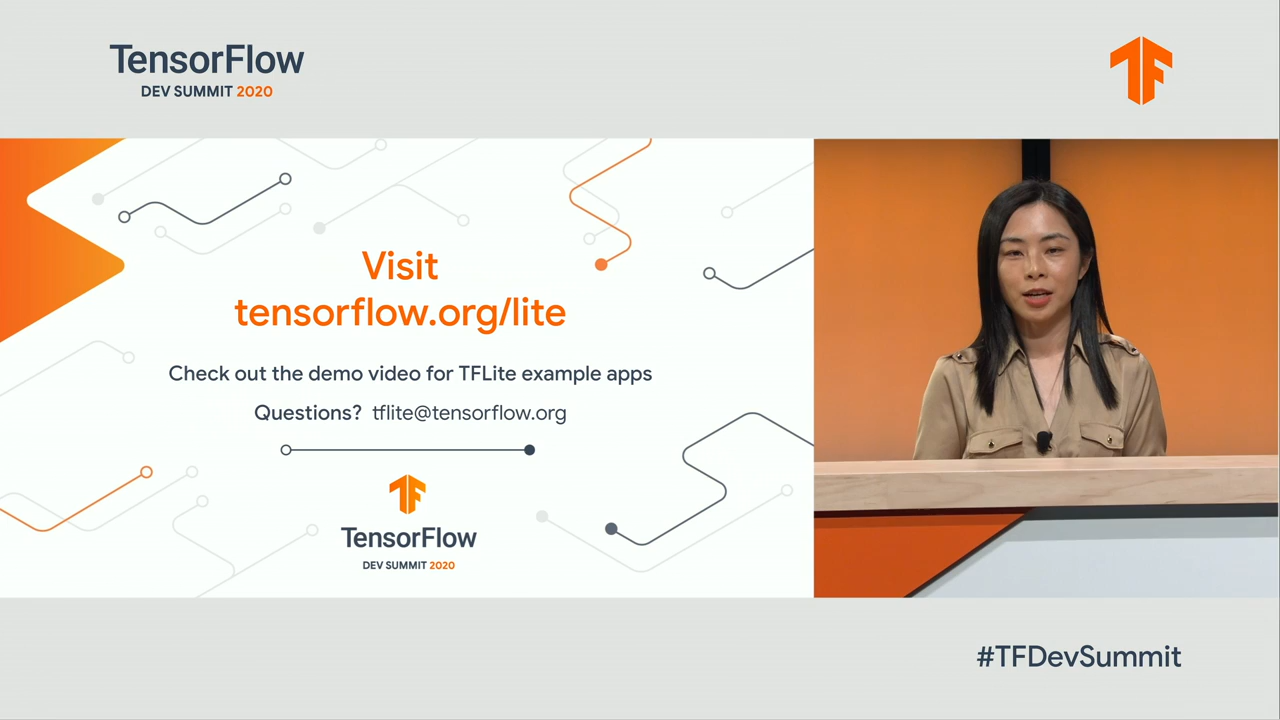 TensorFlow
DEV SUMMIT 2020
Visit
tensorflow.org/lite
Check out the demo video for TFLite example apps
Questions? tflite@tensorflow.org
TensorFlow
DEV SUMMIT 2020
#TFDevSummit